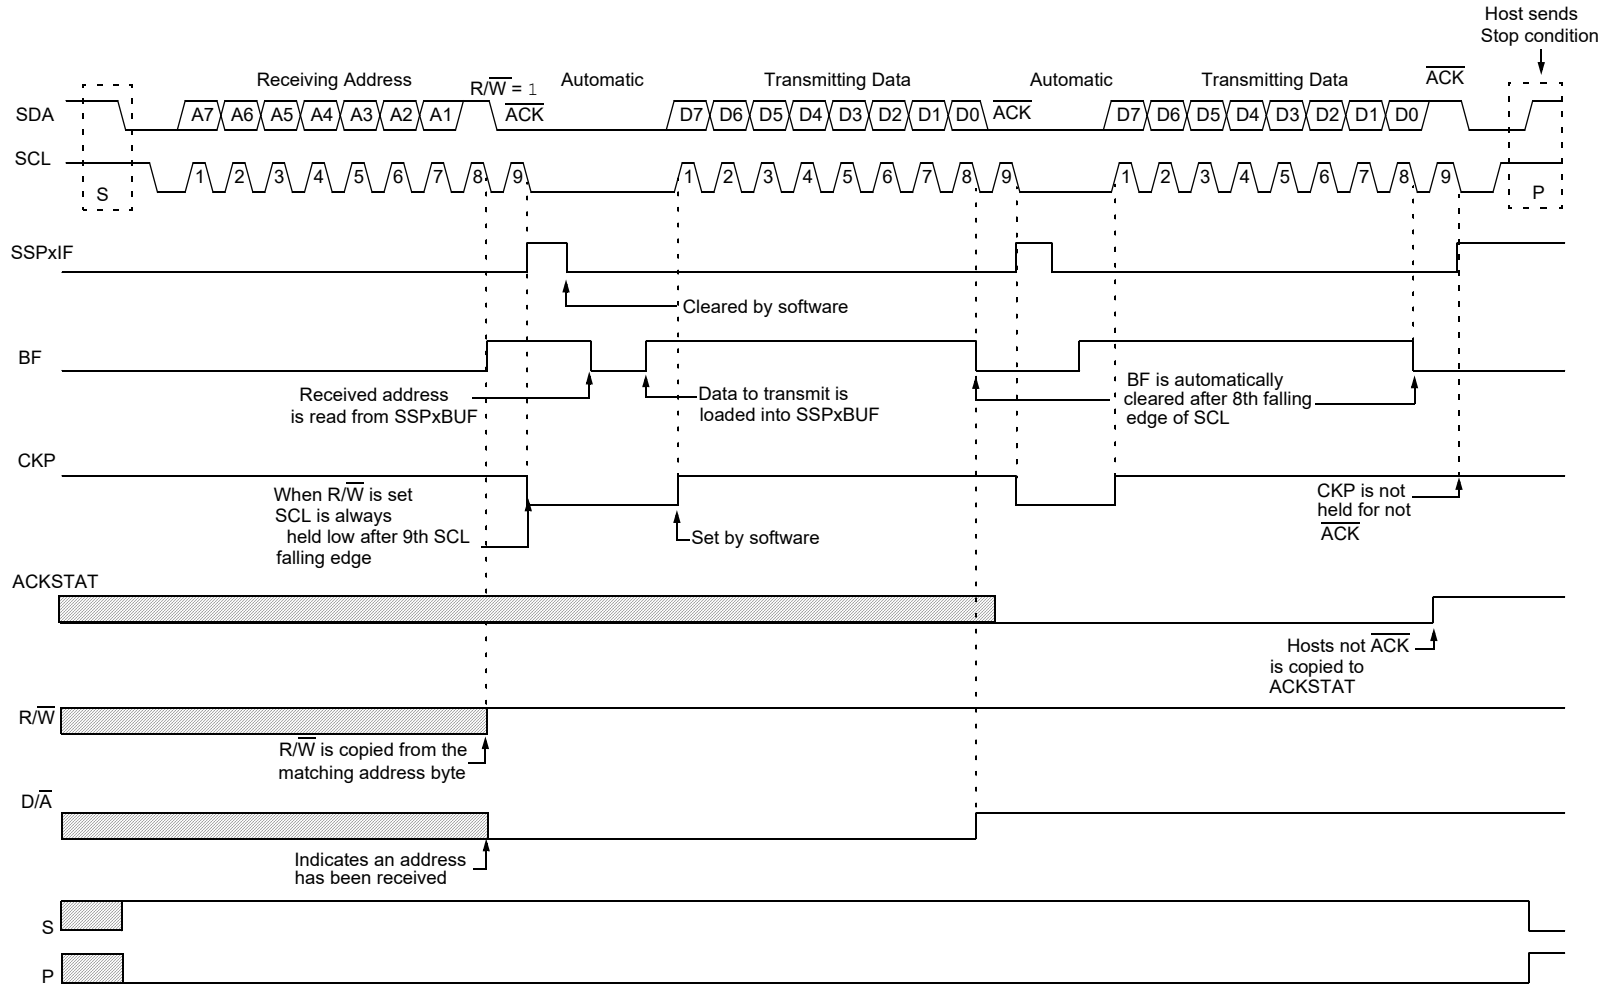 Host sends
Stop condition
Receiving Address
R/W̅ = 1
Automatic
Transmitting Data
Automatic
Transmitting Data
A̅C̅K̅
SDA
A7 A6 A5 A4 A3 A2 A1
A̅C̅K̅
D7 D6 D5 D4 D3 D2 D1 D0
A̅C̅K̅
D7 D6 D5 D4 D3 D2 D1 D0
SCL
S
1 2 3 4 5 6 7 8 9
1 2 3 4 5 6 7 8 9
1 2 3 4 5 6 7 8 9
P
SSPxIF
Cleared by software
BF
Received address
is read from SSPxBUF
Data to transmit is
loaded into SSPxBUF
BF is automatically
cleared after 8th falling
edge of SCL
CKP
When R/W̅ is set
SCL is always
held low after 9th SCL
falling edge
Set by software
CKP is not
held for not
A̅C̅K̅
ACKSTAT
Hosts not A̅C̅K̅
is copied to
ACKSTAT
R/W̅
R/W̅ is copied from the
matching address byte
D/A̅
Indicates an address
has been received
S
P